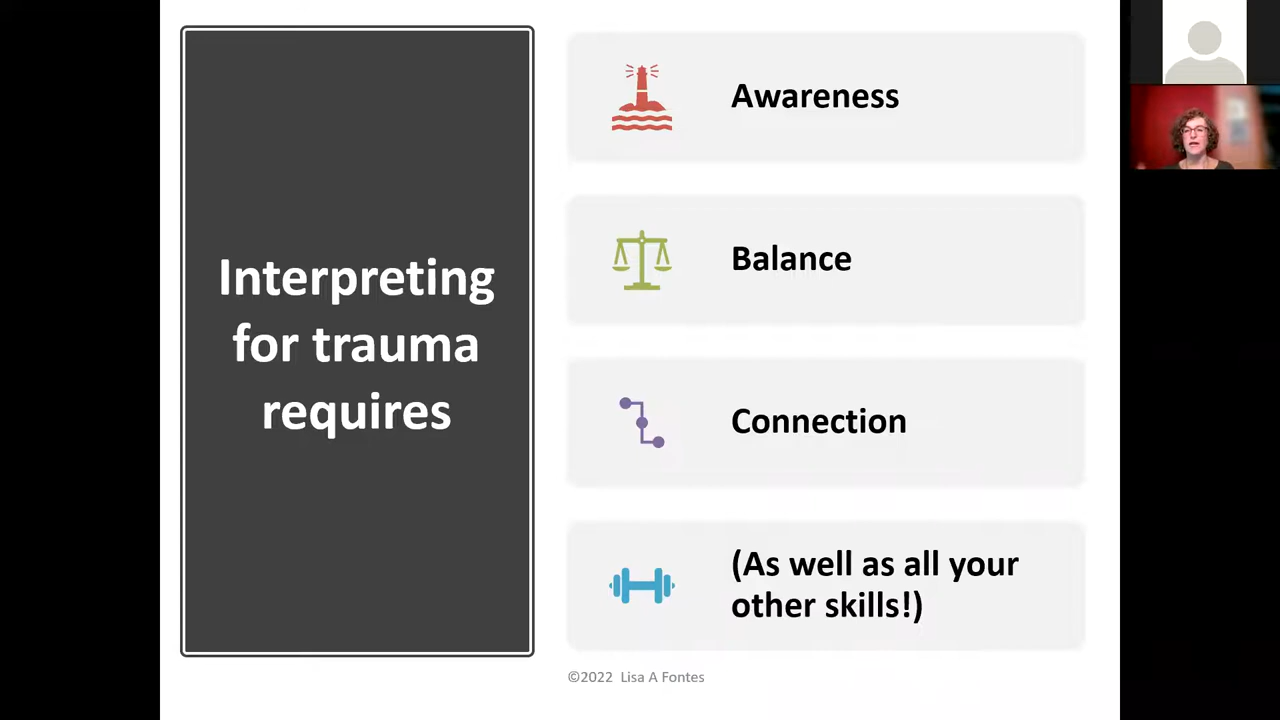 Interpreting
for trauma
requires
Awareness
Balance
Connection
(As well as all your
other skills!)
©2022 Lisa A Fontes